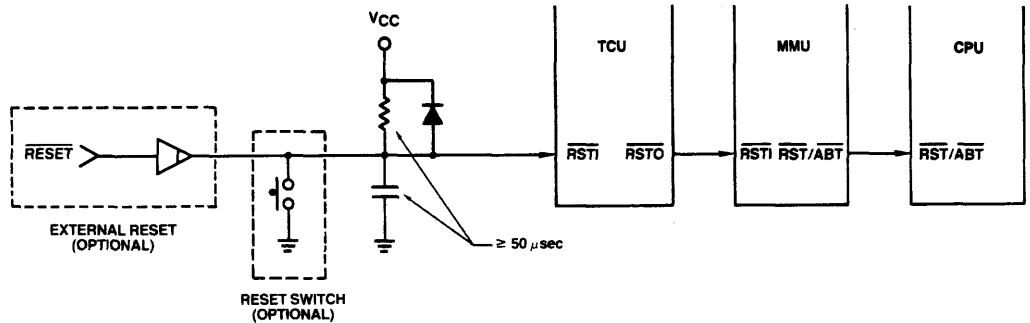 VCC
TCU
MMU
CPU
RESET
RSTI
RSTO
RSTI RST/ABT
RST/ABT
EXTERNAL RESET
(OPTIONAL)
≥ 50 μsec
RESET SWITCH
(OPTIONAL)